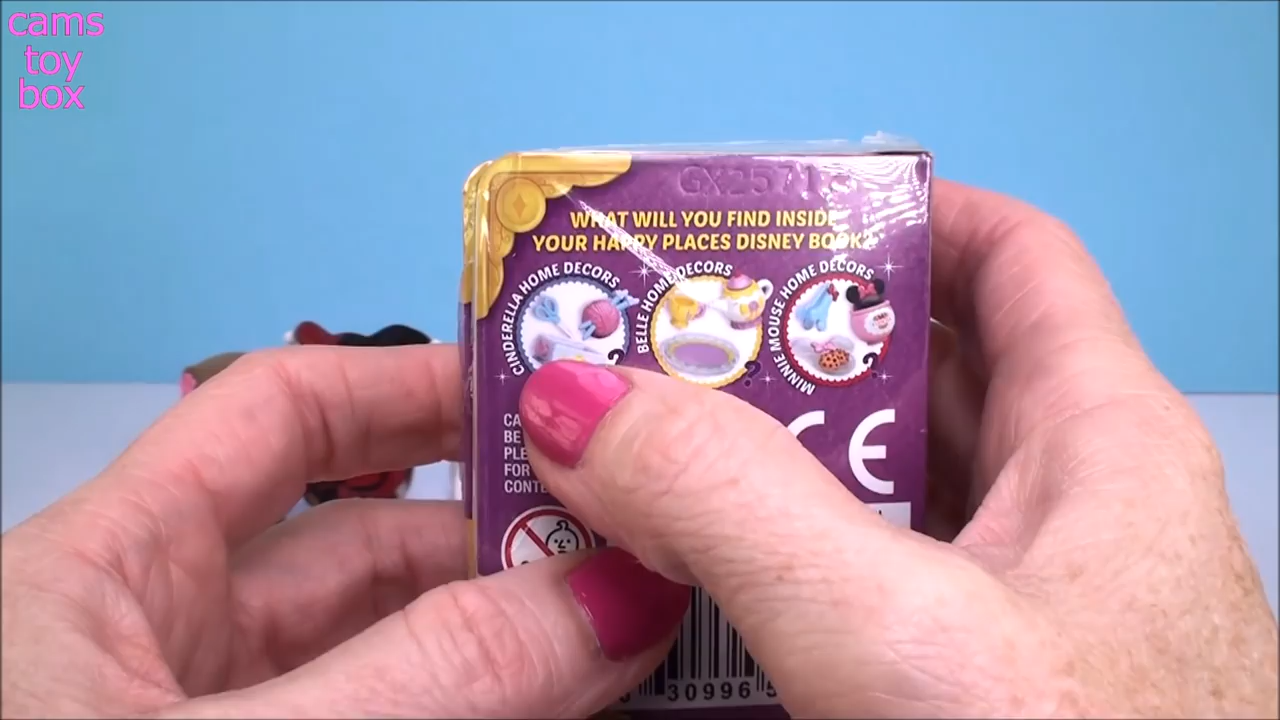 cams
toy
box
WHAT WILL YOU FIND INSIDE
YOUR HAPPY PLACES DISNEY BOOK?
CINDERELLA HOME DECORS
BELLE HOME DECORS
MINNIE MOUSE HOME DECORS
?
?
?
CE
FOR
30996